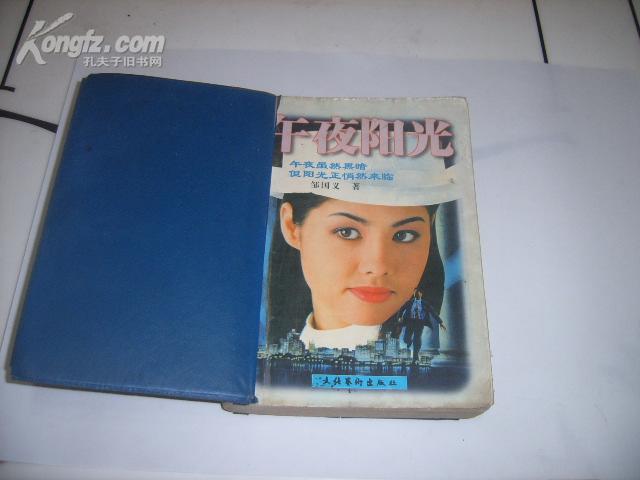 Kongfz.com
孔夫子旧书网
午夜阳光
午夜虽然黑暗
但阳光正悄然来临
邹国义 著
文化艺术出版社